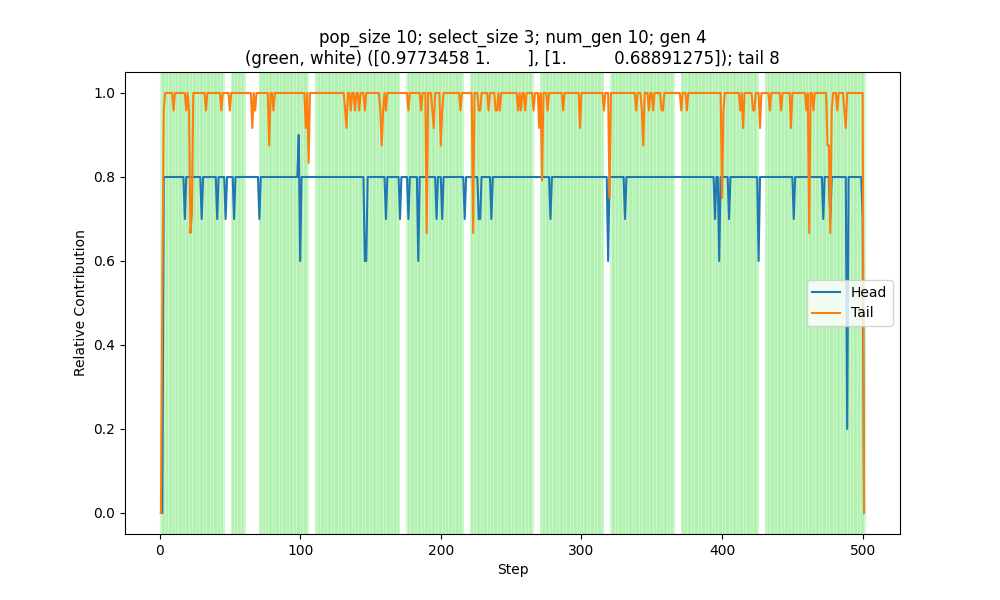 pop_size 10; select_size 3; num_gen 10; gen 4
(green, white) ([0.9773458 1.       ], [1.         0.68891275]); tail 8
1.0
0.8
0.6
0.4
0.2
0.0
Relative Contribution
Head
Tail
0
100
200
300
400
500
Step